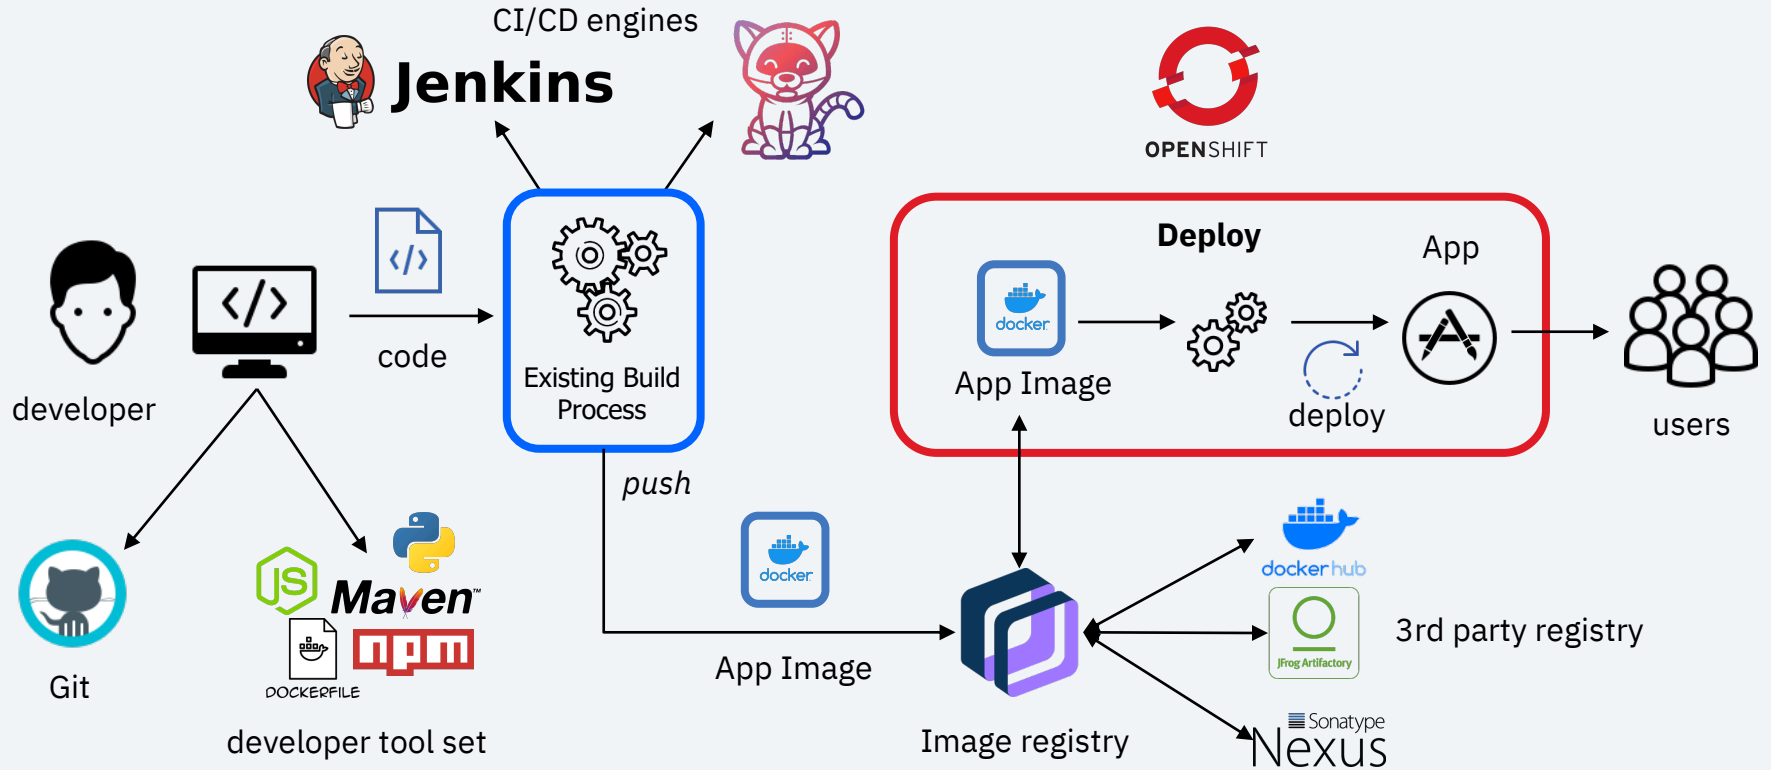 CI/CD engines
Jenkins
OPENSHIFT
</>
</>
code
developer
Existing Build
Process
Deploy
docker
App Image
deploy
App
users
push
Git
JS
Maven™
npm
DOCKERFILE
developer tool set
docker
App Image
Image registry
docker hub
JFrog Artifactory
3rd party registry
Sonatype
Nexus